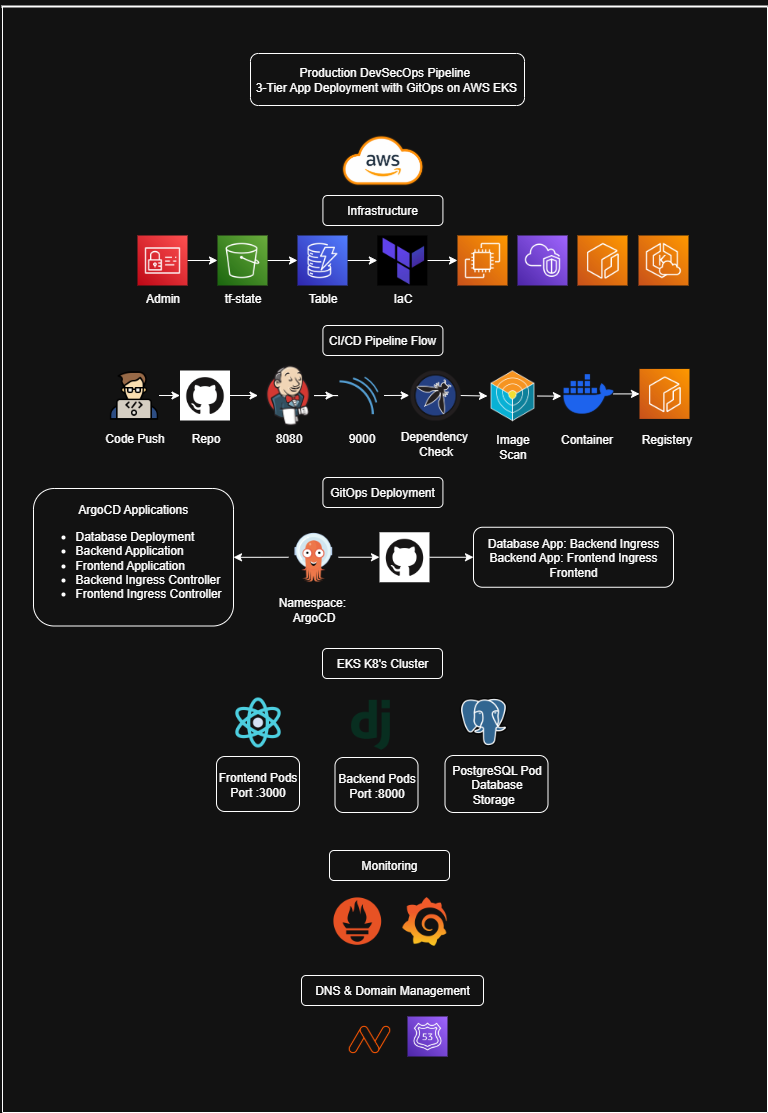 Production DevSecOps Pipeline
3-Tier App Deployment with GitOps on AWS EKS
aws
Infrastructure
Admin
tf-state
Table
IaC
CI/CD Pipeline Flow
Code Push
Repo
8080
9000
Dependency
Check
Image
Scan
Container
Registery
GitOps Deployment
ArgoCD Applications
Database Deployment
Backend Application
Frontend Application
Backend Ingress Controller
Frontend Ingress Controller
Namespace:
ArgoCD
Database App: Backend Ingress
Backend App: Frontend Ingress
Frontend
EKS K8's Cluster
dj
Frontend Pods
Port :3000
Backend Pods
Port :8000
PostgreSQL Pod
Database
Storage
Monitoring
DNS & Domain Management
53